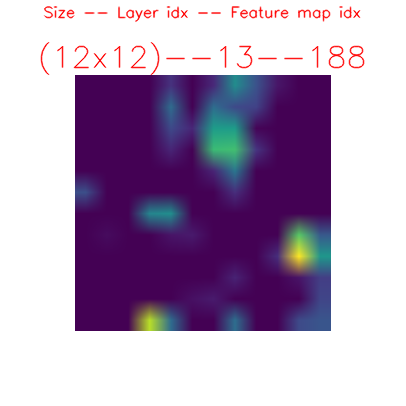 Size -- Layer idx -- Feature map idx
(12x12)--13--188